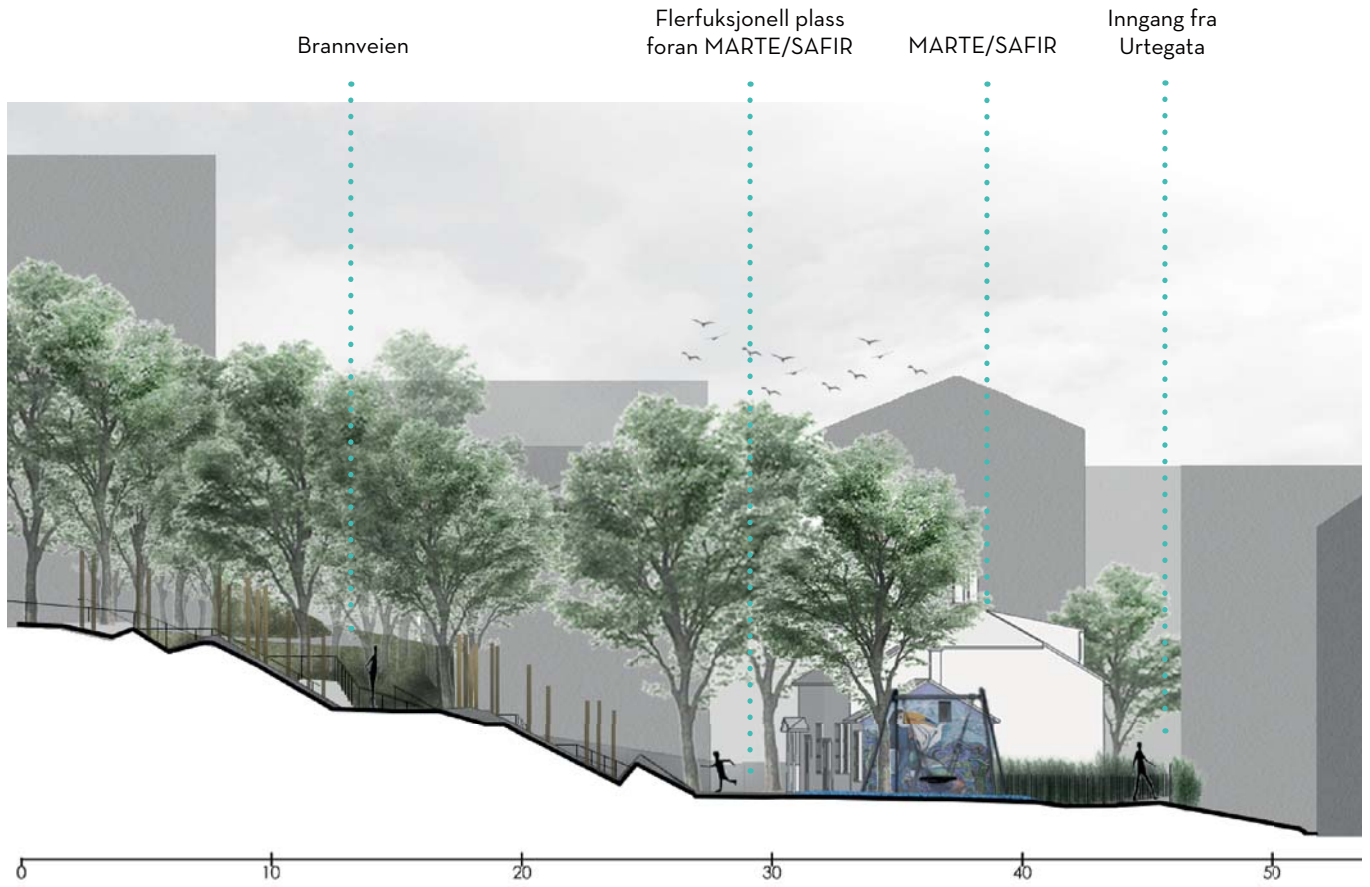 Brannveien
Flerfuksjonell plass
foran MARTE/SAFIR
MARTE/SAFIR
Inngang fra
Urtegata
0 10 20 30 40 50